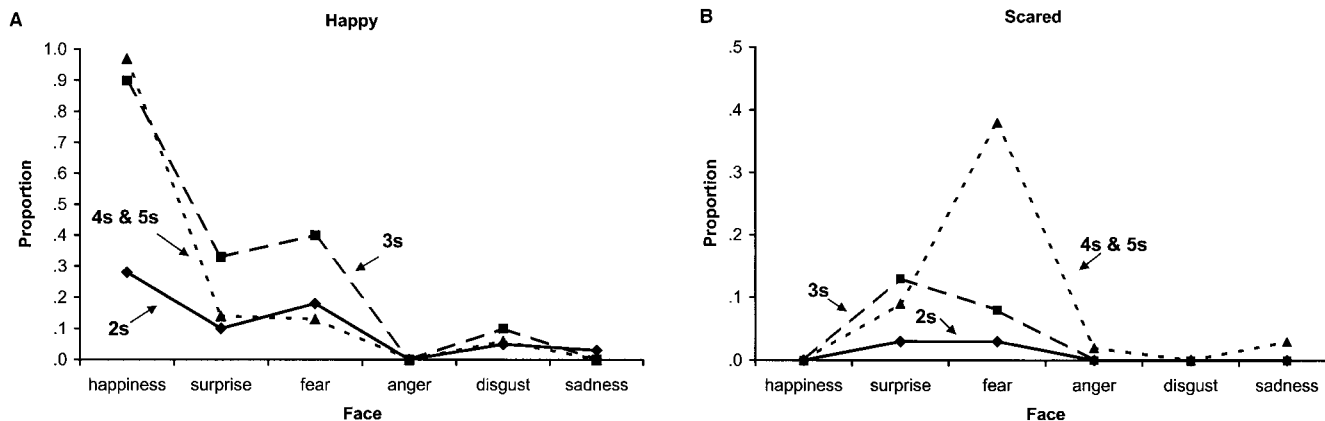 A
Happy
1.0
.9
.8
.7
.6
.5
.4
.3
.2
.1
.0
Proportion
4s & 5s
3s
2s
happiness surprise fear anger disgust sadness
Face
B
Scared
.5
.4
.3
.2
.1
.0
Proportion
4s & 5s
3s
2s
happiness surprise fear anger disgust sadness
Face